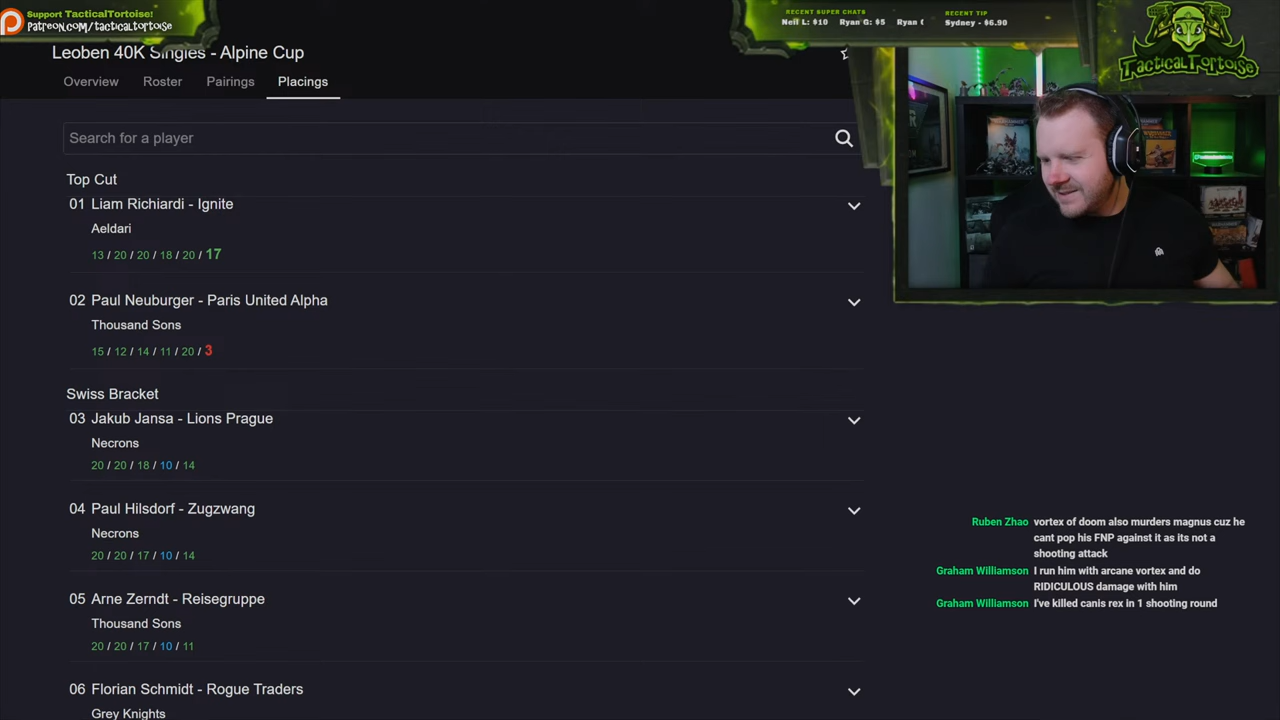 Support TacticalTortoise!
Patreon.com/tacticaltortoise
RECENT SUPER CHATS
Neil L: $10 Ryan G: $5 Ryan (
RECENT TIP
Sydney - $6.90
TacticalTortoise
Leoben 40K Singles - Alpine Cup
Overview Roster Pairings Placings
Search for a player
Top Cut
01 Liam Richiardi - Ignite
Aeldari
13 / 20 / 20 / 18 / 20 / 17
02 Paul Neuburger - Paris United Alpha
Thousand Sons
15 / 12 / 14 / 11 / 20 / 3
Swiss Bracket
03 Jakub Jansa - Lions Prague
Necrons
20 / 20 / 18 / 10 / 14
04 Paul Hilsdorf - Zugzwang
Necrons
20 / 20 / 17 / 10 / 14
05 Arne Zerndt - Reisegruppe
Thousand Sons
20 / 20 / 17 / 10 / 11
06 Florian Schmidt - Rogue Traders
Grey Knights
Ruben Zhao vortex of doom also murders magnus cuz he
cant pop his FNP against it as its not a
shooting attack
Graham Williamson I run him with arcane vortex and do
RIDICULOUS damage with him
Graham Williamson I've killed canis rex in 1 shooting round